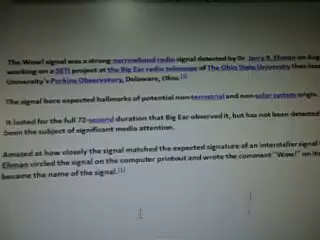 The Wow! signal was a strong narrowband radio signal detected by Dr. Jerry R. Ehman on
working on a SETI project at the Big Ear radio telescope of The Ohio State University then
University's Perkins Observatory, Delaware, Ohio.[1]
The signal bore expected hallmarks of potential non-terrestrial and non-solar system origin.
It lasted for the full 72-second duration that Big Ear observed it, but has not been detected
been the subject of significant media attention.
Amazed at how closely the signal matched the expected signature of an interstellar signal
Ehman circled the signal on the computer printout and wrote the comment "Wow!" on its
became the name of the signal.[1]